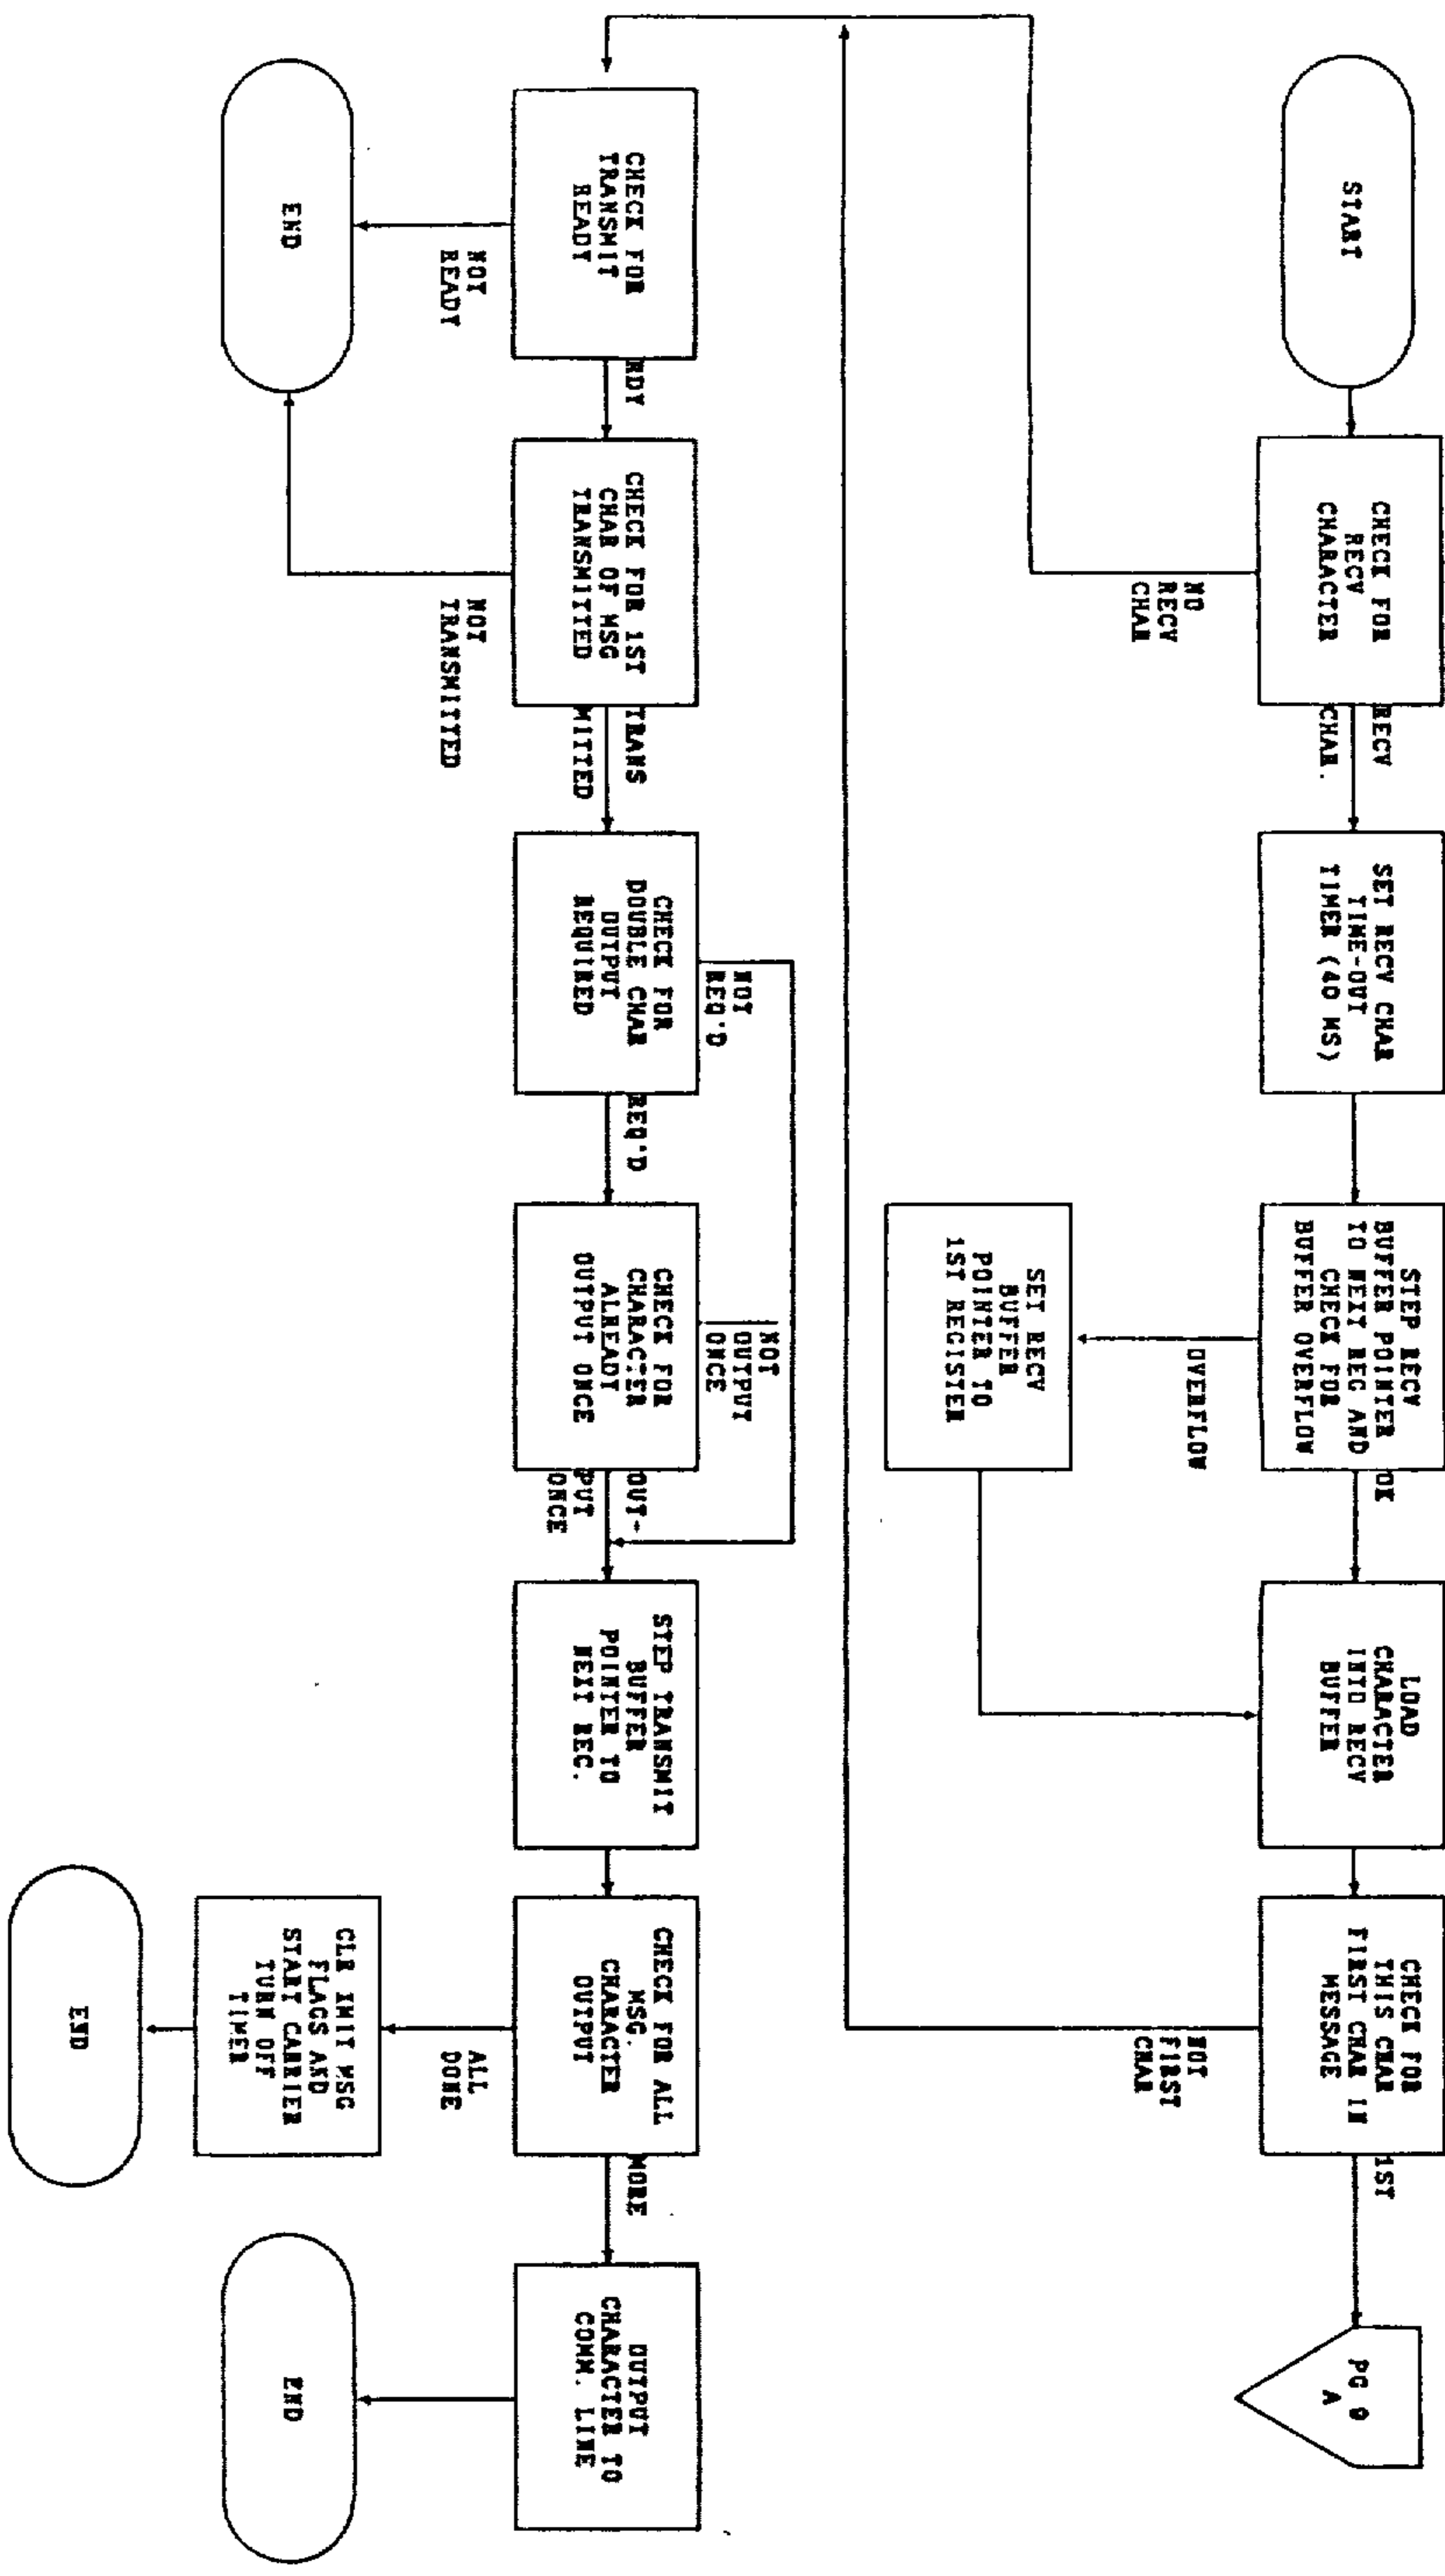 START
CHECK FOR
RECV
CHARACTER
RECV
CHAR.
NO
RECV
CHAR
SET RECV CHAR
TIME-OUT
TIMER (40 MS)
STEP RECV
BUFFER POINTER
TO NEXT REG AND
CHECK FOR
BUFFER OVERFLOW
OK
OVERFLOW
SET RECV
BUFFER
POINTER TO
1ST REGISTER
LOAD
CHARACTER
INTO RECV
BUFFER
CHECK FOR
THIS CHAR
FIRST CHAR IN
MESSAGE
1ST
NOT
FIRST
CHAR
PG 9
A
CHECK FOR
TRANSMIT
READY
RDY
NOT
READY
END
CHECK FOR 1ST
CHAR OF MSG
TRANSMITTED
TRANS
MITTED
NOT
TRANSMITTED
CHECK FOR
DOUBLE CHAR
OUTPUT
REQUIRED
NOT
REQ'D
REQ'D
CHECK FOR
CHARACTER
ALREADY
OUTPUT ONCE
NOT
OUTPUT
ONCE
OUT-
PUT
ONCE
STEP TRANSMIT
BUFFER
POINTER TO
NEXT REG.
CHECK FOR ALL
MSG.
CHARACTER
OUTPUT
MORE
ALL
DONE
CLR XMIT MSG
FLAGS AND
START CARRIER
TURN OFF
TIMER
END
OUTPUT
CHARACTER TO
COMM. LINE
END